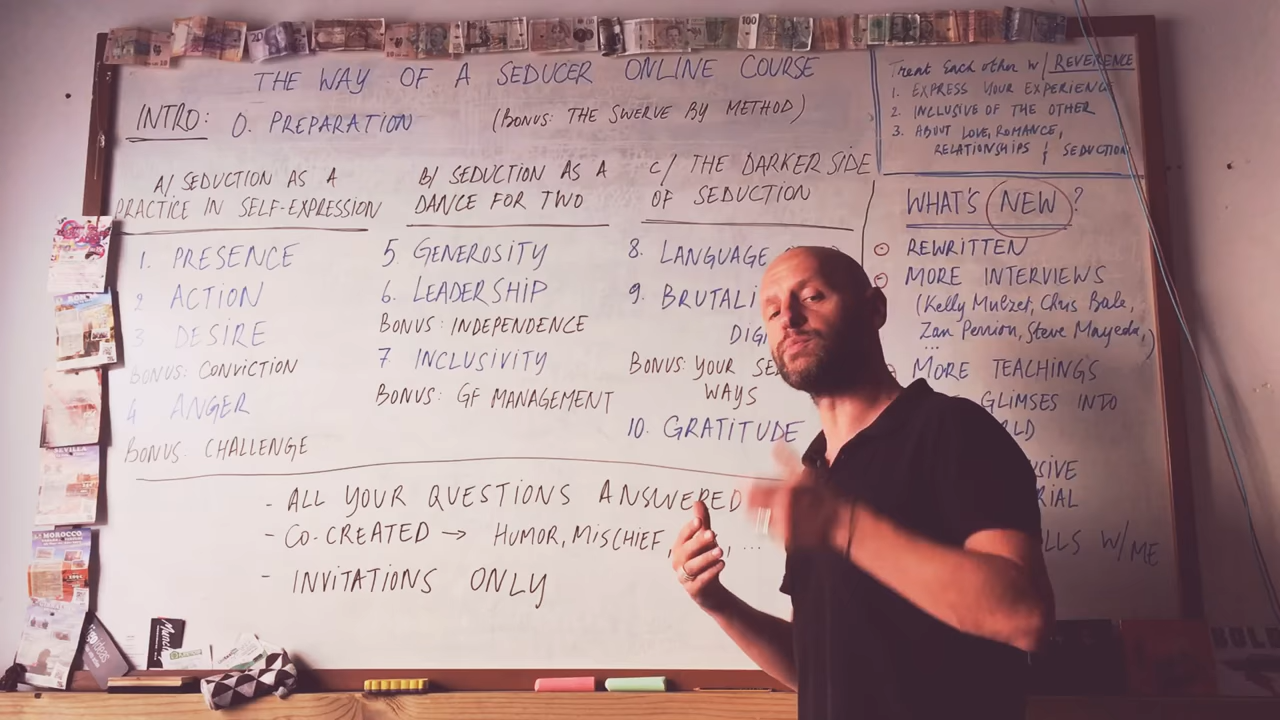 THE WAY OF A SEDUCER ONLINE COURSE
INTRO: 0. PREPARATION
(BONUS: THE SWERVE BY METHOD)
A/ SEDUCTION AS A
PRACTICE IN SELF-EXPRESSION
1. PRESENCE
2 ACTION
3 DESIRE
BONUS: CONVICTION
4 ANGER
BONUS: CHALLENGE
B/ SEDUCTION AS A
DANCE FOR TWO
5 GENEROSITY
6. LEADERSHIP
BONUS: INDEPENDENCE
7 INCLUSIVITY
BONUS: GF MANAGEMENT
C/ THE DARKER SIDE
OF SEDUCTION
8. LANGUAGE
9. BRUTALI
DIG
BONUS: YOUR SE
WAYS
10. GRATITUDE
- ALL YOUR QUESTIONS ANSWERED
- CO-CREATED → HUMOR, MISCHIEF, ...
- INVITATIONS ONLY
Treat Each other W/ REVERENCE
1. EXPRESS YOUR EXPERIENCE
2. INCLUSIVE OF THE OTHER
3. ABOUT LOVE, ROMANCE,
RELATIONSHIPS & SEDUCTION
WHAT'S NEW?
REWRITTEN
MORE INTERVIEWS
(Kelly Chris Bale,
Zan Perrion, Steve Mayeda,)
...
MORE TEACHINGS
GLIMSES INTO
RLD
USIVE
RIAL
LLS W/ME